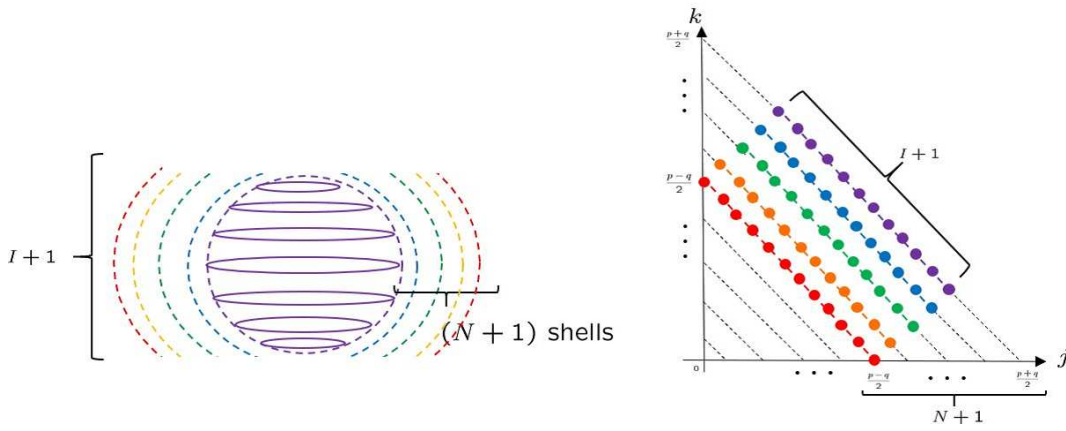 I + 1
(N + 1) shells
k
p+q
2
I + 1
p−q
2
0
p−q
2
p+q
2
j
N + 1